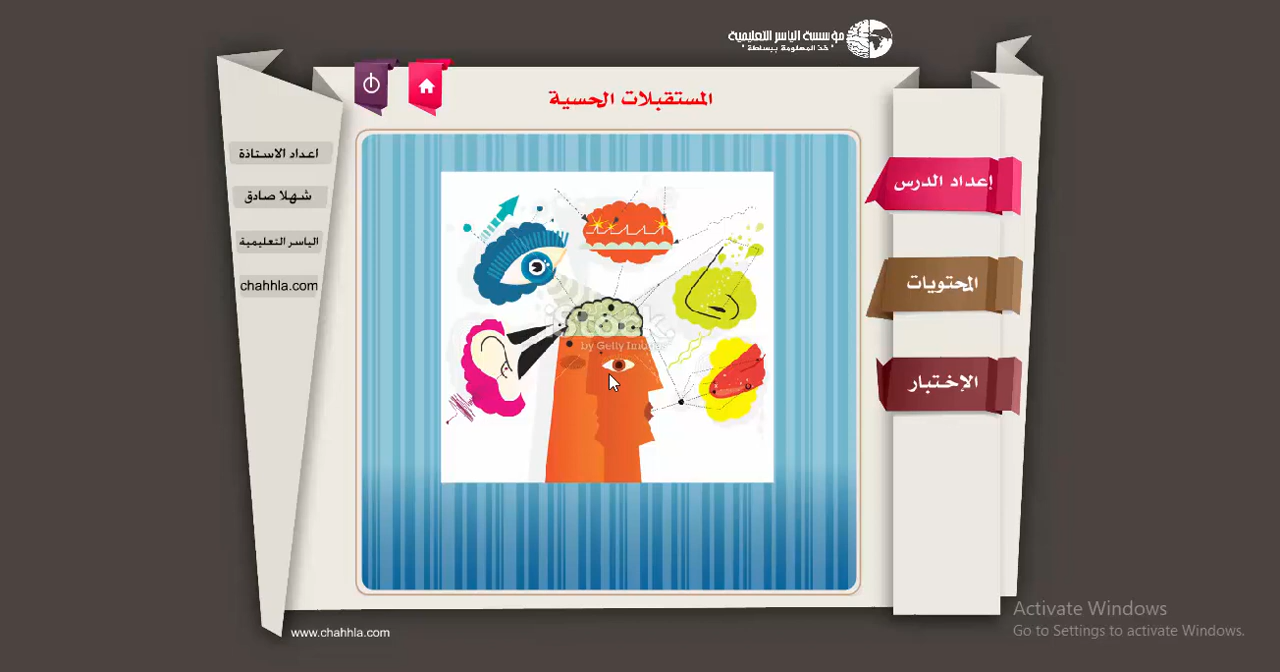 مؤسسة الياسر التعليمية
"خذ المعلومة ببساطة"
المستقبلات الحسية
إعداد الدرس
المحتويات
الإختبار
اعداد الاستاذة
شهلا صادق
الياسر التعليمية
chahhla.com
iStock
by Getty Images
www.chahhla.com
Activate Windows
Go to Settings to activate Windows.